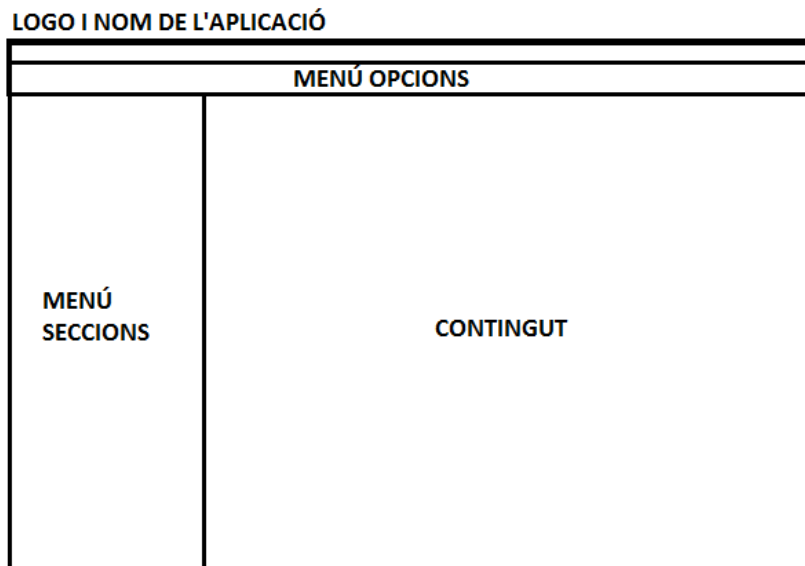 LOGO I NOM DE L'APLICACIÓ
MENÚ OPCIONS
MENÚ
SECCIONS
CONTINGUT